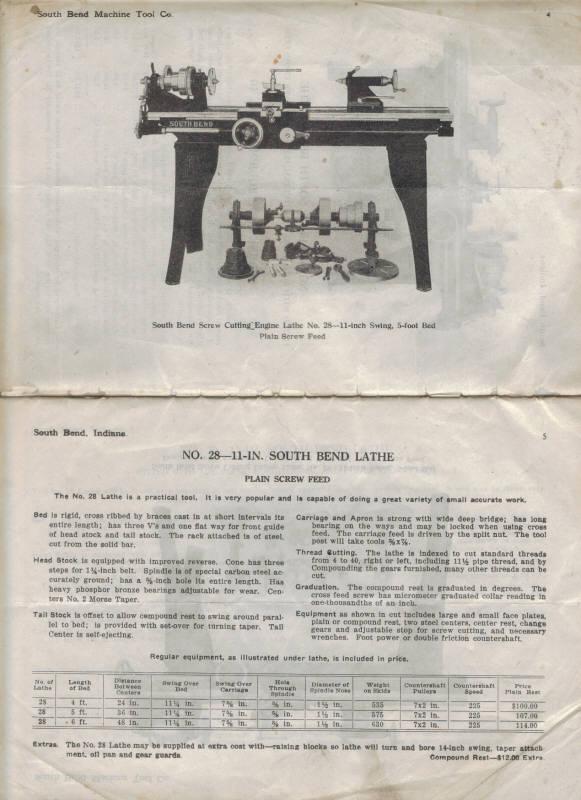 South Bend Machine Tool Co.
4
SOUTH BEND
South Bend Screw Cutting Engine Lathe No. 28—11-inch Swing, 5-foot Bed
Plain Screw Feed
South Bend, Indiana
5
NO. 28—11-IN. SOUTH BEND LATHE
PLAIN SCREW FEED
The No. 28 Lathe is a practical tool. It is very popular and is capable of doing a great variety of small accurate work.
Bed is rigid, cross ribbed by braces cast in at short intervals its
entire length; has three V's and one flat way for front guide
of head stock and tail stock. The rack attached is of steel,
cut from the solid bar.
Head Stock is equipped with improved reverse. Cone has three
steps for 1¼-inch belt. Spindle is of special carbon steel ac-
curately ground; has a ⅝-inch hole its entire length. Has
heavy phosphor bronze bearings adjustable for wear. Cen-
ters No. 2 Morse Taper.
Tail Stock is offset to allow compound rest to swing around paral-
lel to bed; is provided with set-over for turning taper. Tail
Center is self-ejecting.
Carriage and Apron is strong with wide deep bridge; has long
bearing on the ways and may be locked when using cross
feed. The carriage feed is driven by the split nut. The tool
post will take tools ⅜x⅞.
Thread Cutting. The lathe is indexed to cut standard threads
from 4 to 40, right or left, including 11½ pipe thread, and by
Compounding the gears furnished, many other threads can be
cut.
Graduation. The compound rest is graduated in degrees. The
cross feed screw has micrometer graduated collar reading in
one-thousandths of an inch.
Equipment as shown in cut includes large and small face plates,
plain or compound rest, two steel centers, center rest, change
gears and adjustable stop for screw cutting, and necessary
wrenches. Foot power or double friction countershaft.
Regular equipment, as illustrated under lathe, is included in price.
No. of Lathe Length of Bed Distance Between Centers Swing Over Bed Swing Over Carriage Hole Through Spindle Diameter of Spindle Nose Weight on Skids Countershaft Pulleys Countershaft Speed Price Plain Rest
28 4 ft. 24 in. 11¼ in. 7⅝ in. ⅝ in. 1½ in. 535 7x2 in. 225 $100.00
28 5 ft. 36 in. 11¼ in. 7⅝ in. ⅝ in. 1½ in. 575 7x2 in. 225 107.00
28 6 ft. 48 in. 11¼ in. 7⅝ in. ⅝ in. 1½ in. 630 7x2 in. 225 114.00
Extras. The No. 28 Lathe may be supplied at extra cost with—raising blocks so lathe will turn and bore 14-inch swing, taper attach-
ment, oil pan and gear guards.
Compound Rest—$12.00 Extra